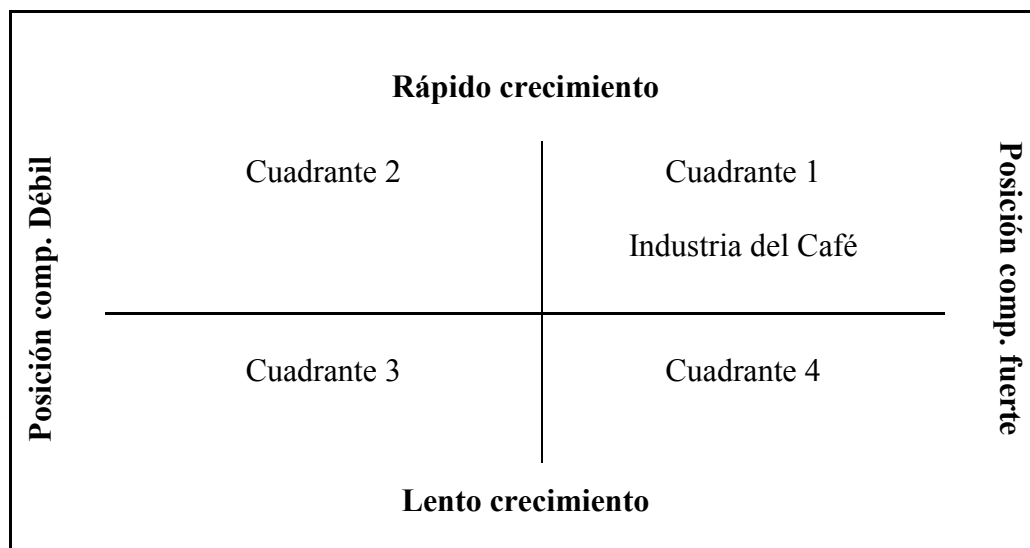 Rápido crecimiento
Posición comp. Débil
Cuadrante 2
Cuadrante 1
Industria del Café
Posición comp. fuerte
Cuadrante 3
Cuadrante 4
Lento crecimiento